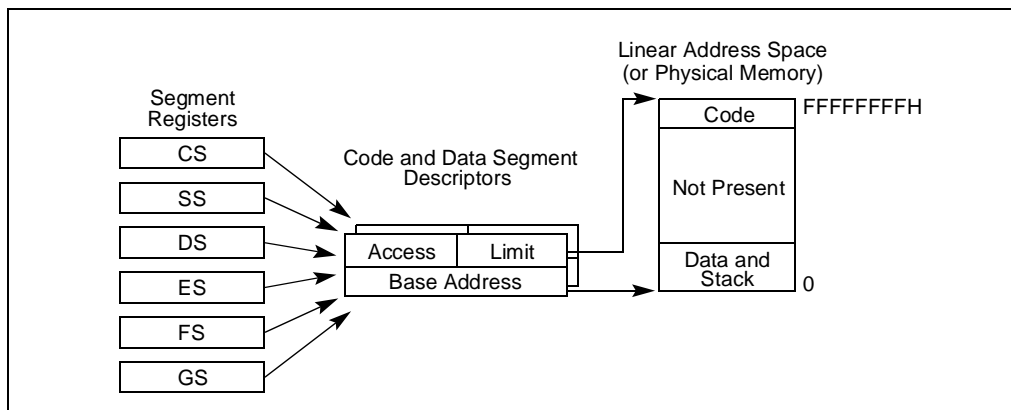 Linear Address Space
(or Physical Memory)
Segment
Registers
CS
SS
DS
ES
FS
GS
Code and Data Segment
Descriptors
Access
Limit
Base Address
Code
FFFFFFFFH
Not Present
Data and
Stack
0